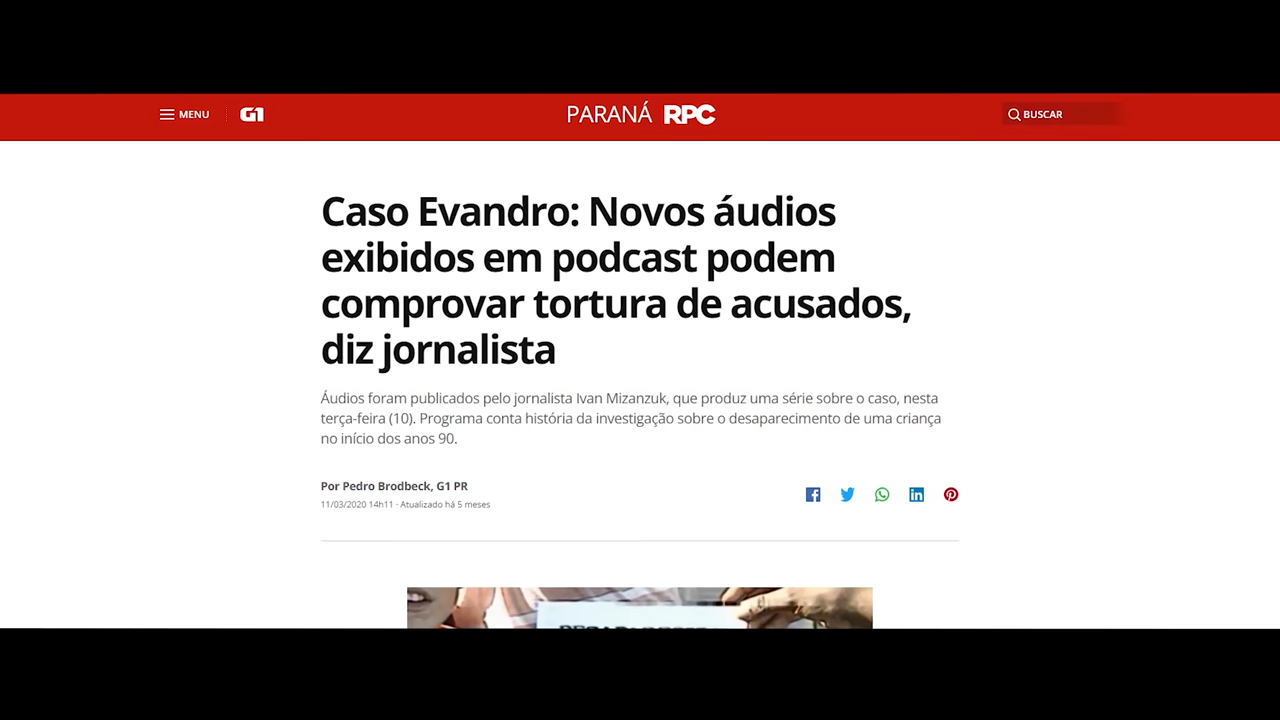 MENU
G1
PARANÁ RPC
BUSCAR
Caso Evandro: Novos áudios
exibidos em podcast podem
comprovar tortura de acusados,
diz jornalista
Áudios foram publicados pelo jornalista Ivan Mizanzuk, que produz uma série sobre o caso, nesta
terça-feira (10). Programa conta história da investigação sobre o desaparecimento de uma criança
no início dos anos 90.
Por Pedro Brodbeck, G1 PR
11/03/2020 14h11 · Atualizado há 5 meses